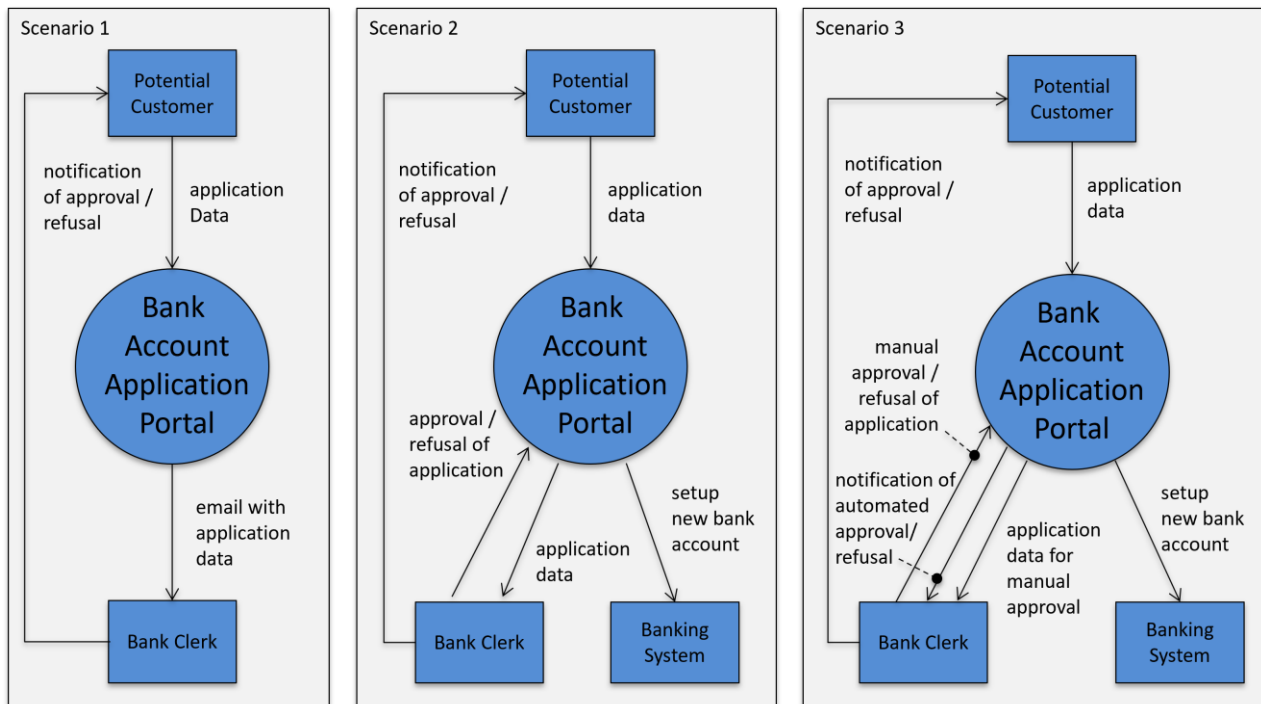 Scenario 1
Potential
Customer
notification
of approval /
refusal
application
Data
Bank
Account
Application
Portal
email with
application
data
Bank Clerk
Scenario 2
Potential
Customer
notification
of approval /
refusal
application
data
Bank
Account
Application
Portal
approval /
refusal of
application
application
data
setup
new bank
account
Bank Clerk
Banking
System
Scenario 3
Potential
Customer
notification
of approval /
refusal
application
data
Bank
Account
Application
Portal
manual
approval /
refusal of
application
notification of
automated
approval/
refusal
application
data for
manual
approval
setup
new bank
account
Bank Clerk
Banking
System